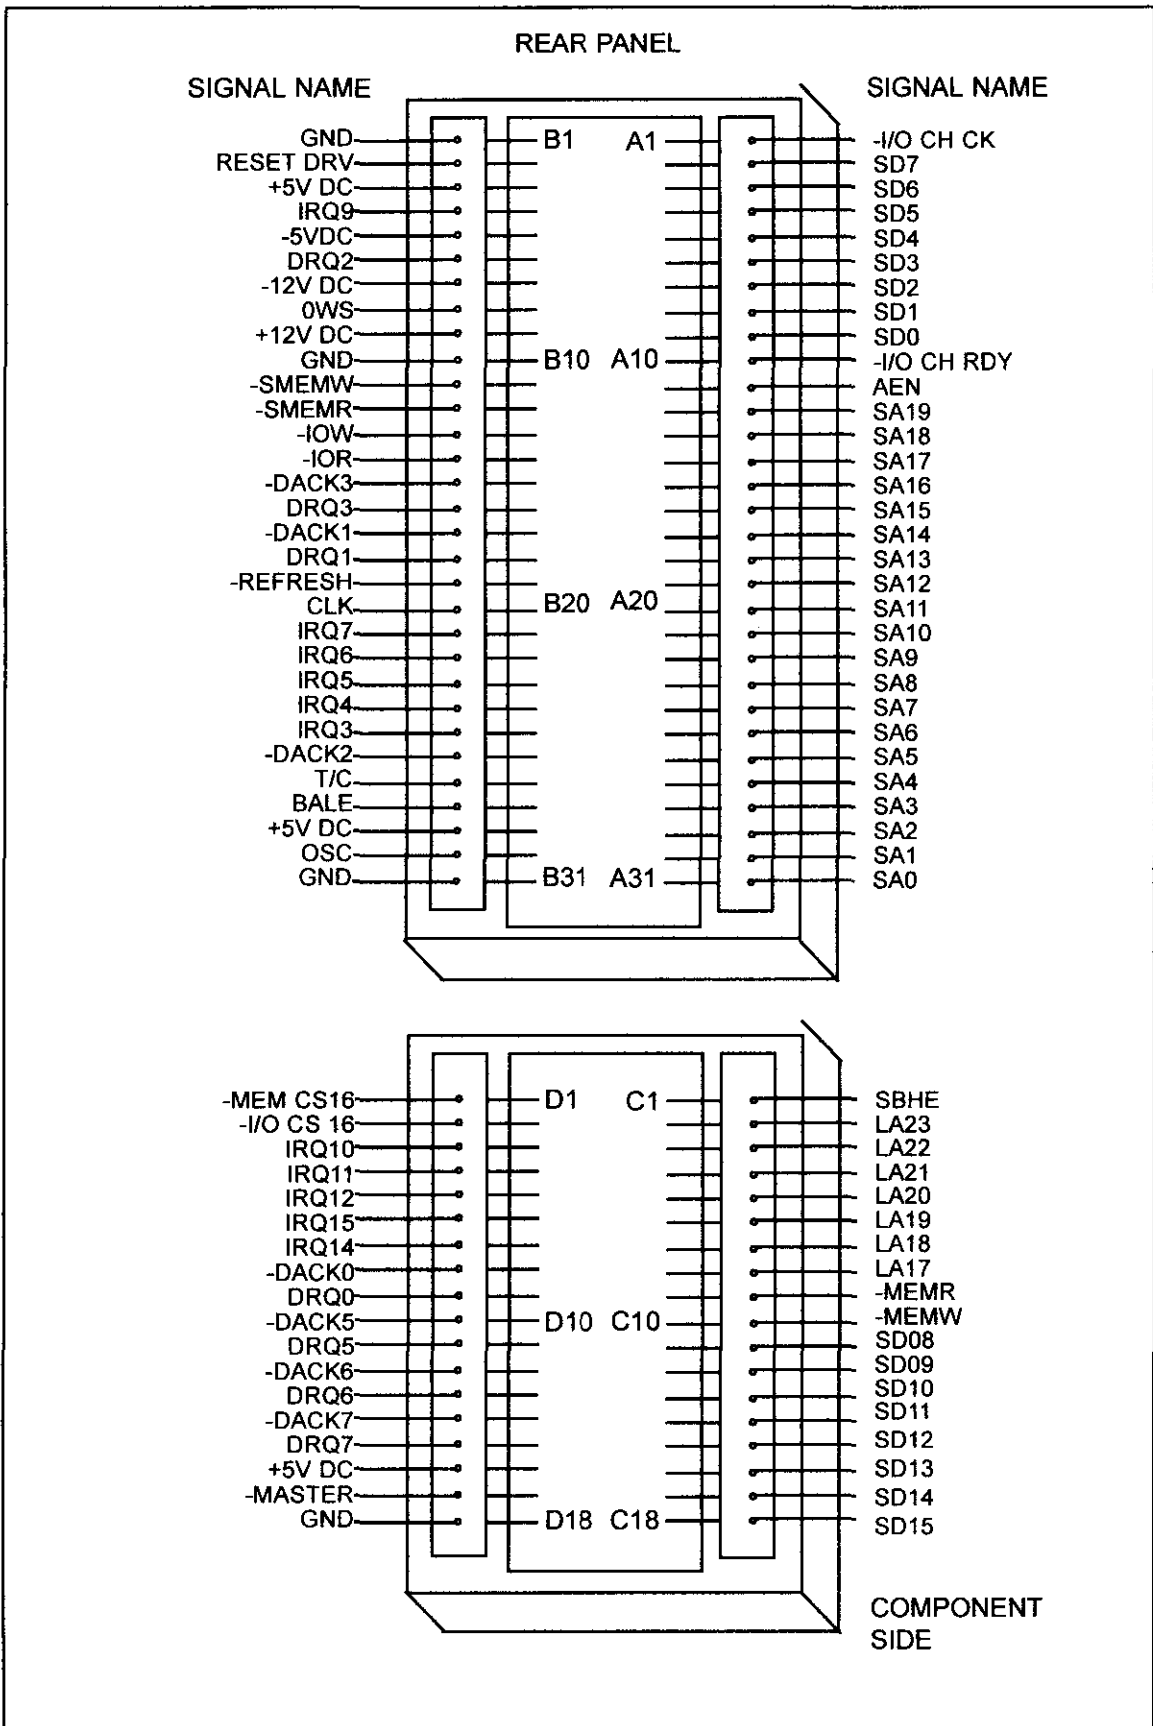 REAR PANEL
SIGNAL NAME SIGNAL NAME
GND B1 A1 -I/O CH CK
RESET DRV SD7
+5V DC SD6
IRQ9 SD5
-5VDC SD4
DRQ2 SD3
-12V DC SD2
0WS SD1
+12V DC SD0
GND B10 A10 -I/O CH RDY
-SMEMW AEN
-SMEMR SA19
-IOW SA18
-IOR SA17
-DACK3 SA16
DRQ3 SA15
-DACK1 SA14
DRQ1 SA13
-REFRESH SA12
CLK B20 A20 SA11
IRQ7 SA10
IRQ6 SA9
IRQ5 SA8
IRQ4 SA7
IRQ3 SA6
-DACK2 SA5
T/C SA4
BALE SA3
+5V DC SA2
OSC SA1
GND B31 A31 SA0
-MEM CS16 D1 C1 SBHE
-I/O CS 16 LA23
IRQ10 LA22
IRQ11 LA21
IRQ12 LA20
IRQ15 LA19
IRQ14 LA18
-DACK0 LA17
DRQ0 -MEMR
-DACK5 D10 C10 -MEMW
DRQ5 SD08
-DACK6 SD09
DRQ6 SD10
-DACK7 SD11
DRQ7 SD12
+5V DC SD13
-MASTER SD14
GND D18 C18 SD15
COMPONENT
SIDE